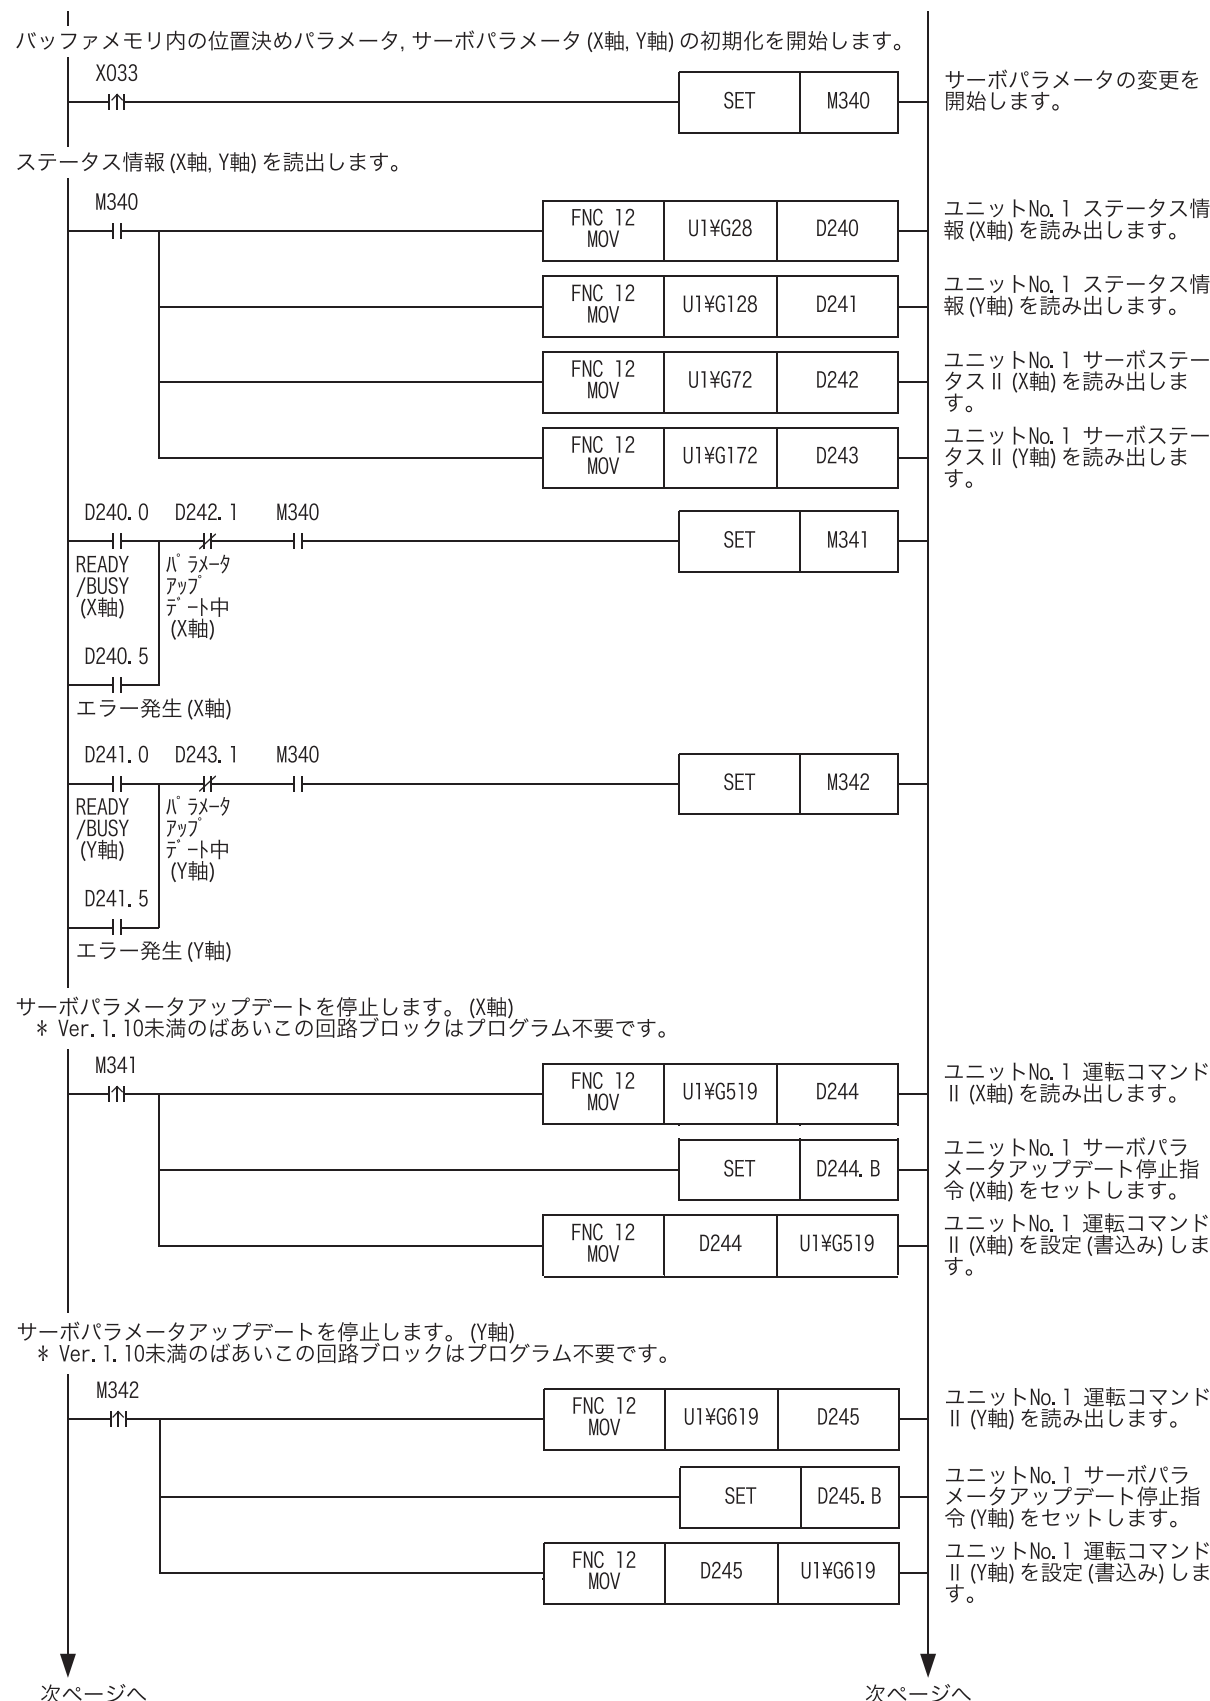 バッファメモリ内の位置決めパラメータ, サーボパラメータ (X軸, Y軸) の初期化を開始します。
X033
SET M340
サーボパラメータの変更を
開始します。
ステータス情報 (X軸, Y軸) を読出します。
M340
FNC 12
MOV
U1¥G28 D240
ユニットNo. 1 ステータス情
報 (X軸) を読み出します。
FNC 12
MOV
U1¥G128 D241
ユニットNo. 1 ステータス情
報 (Y軸) を読み出します。
FNC 12
MOV
U1¥G72 D242
ユニットNo. 1 サーボステー
タスⅡ (X軸) を読み出しま
す。
FNC 12
MOV
U1¥G172 D243
ユニットNo. 1 サーボステー
タスⅡ (Y軸) を読み出しま
す。
D240. 0 D242. 1 M340
SET M341
READY
/BUSY
(X軸)
パラメータ
アップ
デート中
(X軸)
D240. 5
エラー発生 (X軸)
D241. 0 D243. 1 M340
SET M342
READY
/BUSY
(Y軸)
パラメータ
アップ
デート中
(Y軸)
D241. 5
エラー発生 (Y軸)
サーボパラメータアップデートを停止します。 (X軸)
* Ver. 1. 10未満のばあいこの回路ブロックはプログラム不要です。
M341
FNC 12
MOV
U1¥G519 D244
ユニットNo. 1 運転コマンド
Ⅱ (X軸) を読み出します。
SET D244. B
ユニットNo. 1 サーボパラ
メータアップデート停止指
令 (X軸) をセットします。
FNC 12
MOV
D244 U1¥G519
ユニットNo. 1 運転コマンド
Ⅱ (X軸) を設定 (書込み) しま
す。
サーボパラメータアップデートを停止します。 (Y軸)
* Ver. 1. 10未満のばあいこの回路ブロックはプログラム不要です。
M342
FNC 12
MOV
U1¥G619 D245
ユニットNo. 1 運転コマンド
Ⅱ (Y軸) を読み出します。
SET D245. B
ユニットNo. 1 サーボパラ
メータアップデート停止指
令 (Y軸) をセットします。
FNC 12
MOV
D245 U1¥G619
ユニットNo. 1 運転コマンド
Ⅱ (Y軸) を設定 (書込み) しま
す。
次ページへ 次ページへ